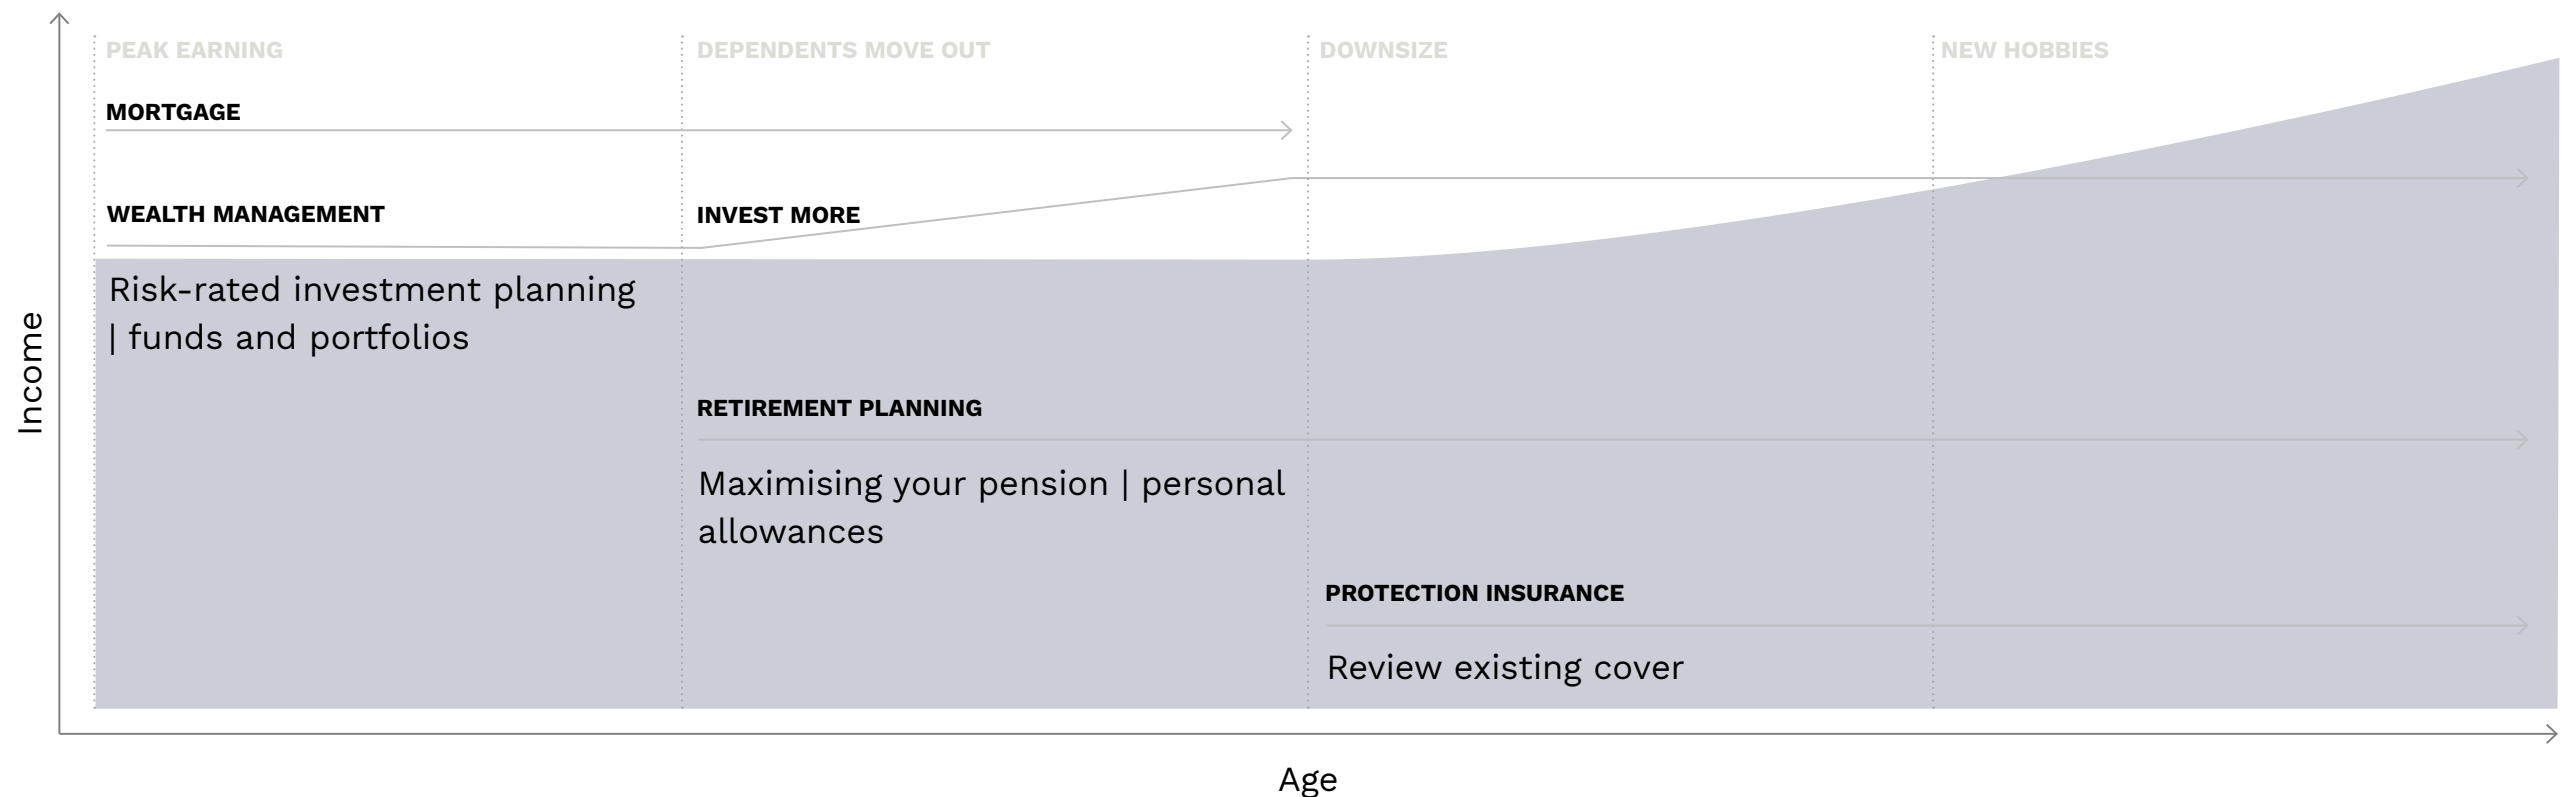 PEAK EARNING
DEPENDENTS MOVE OUT
DOWNSIZE
NEW HOBBIES
MORTGAGE
WEALTH MANAGEMENT
INVEST MORE
Risk-rated investment planning
| funds and portfolios
RETIREMENT PLANNING
Maximising your pension | personal
allowances
PROTECTION INSURANCE
Review existing cover
Income
Age